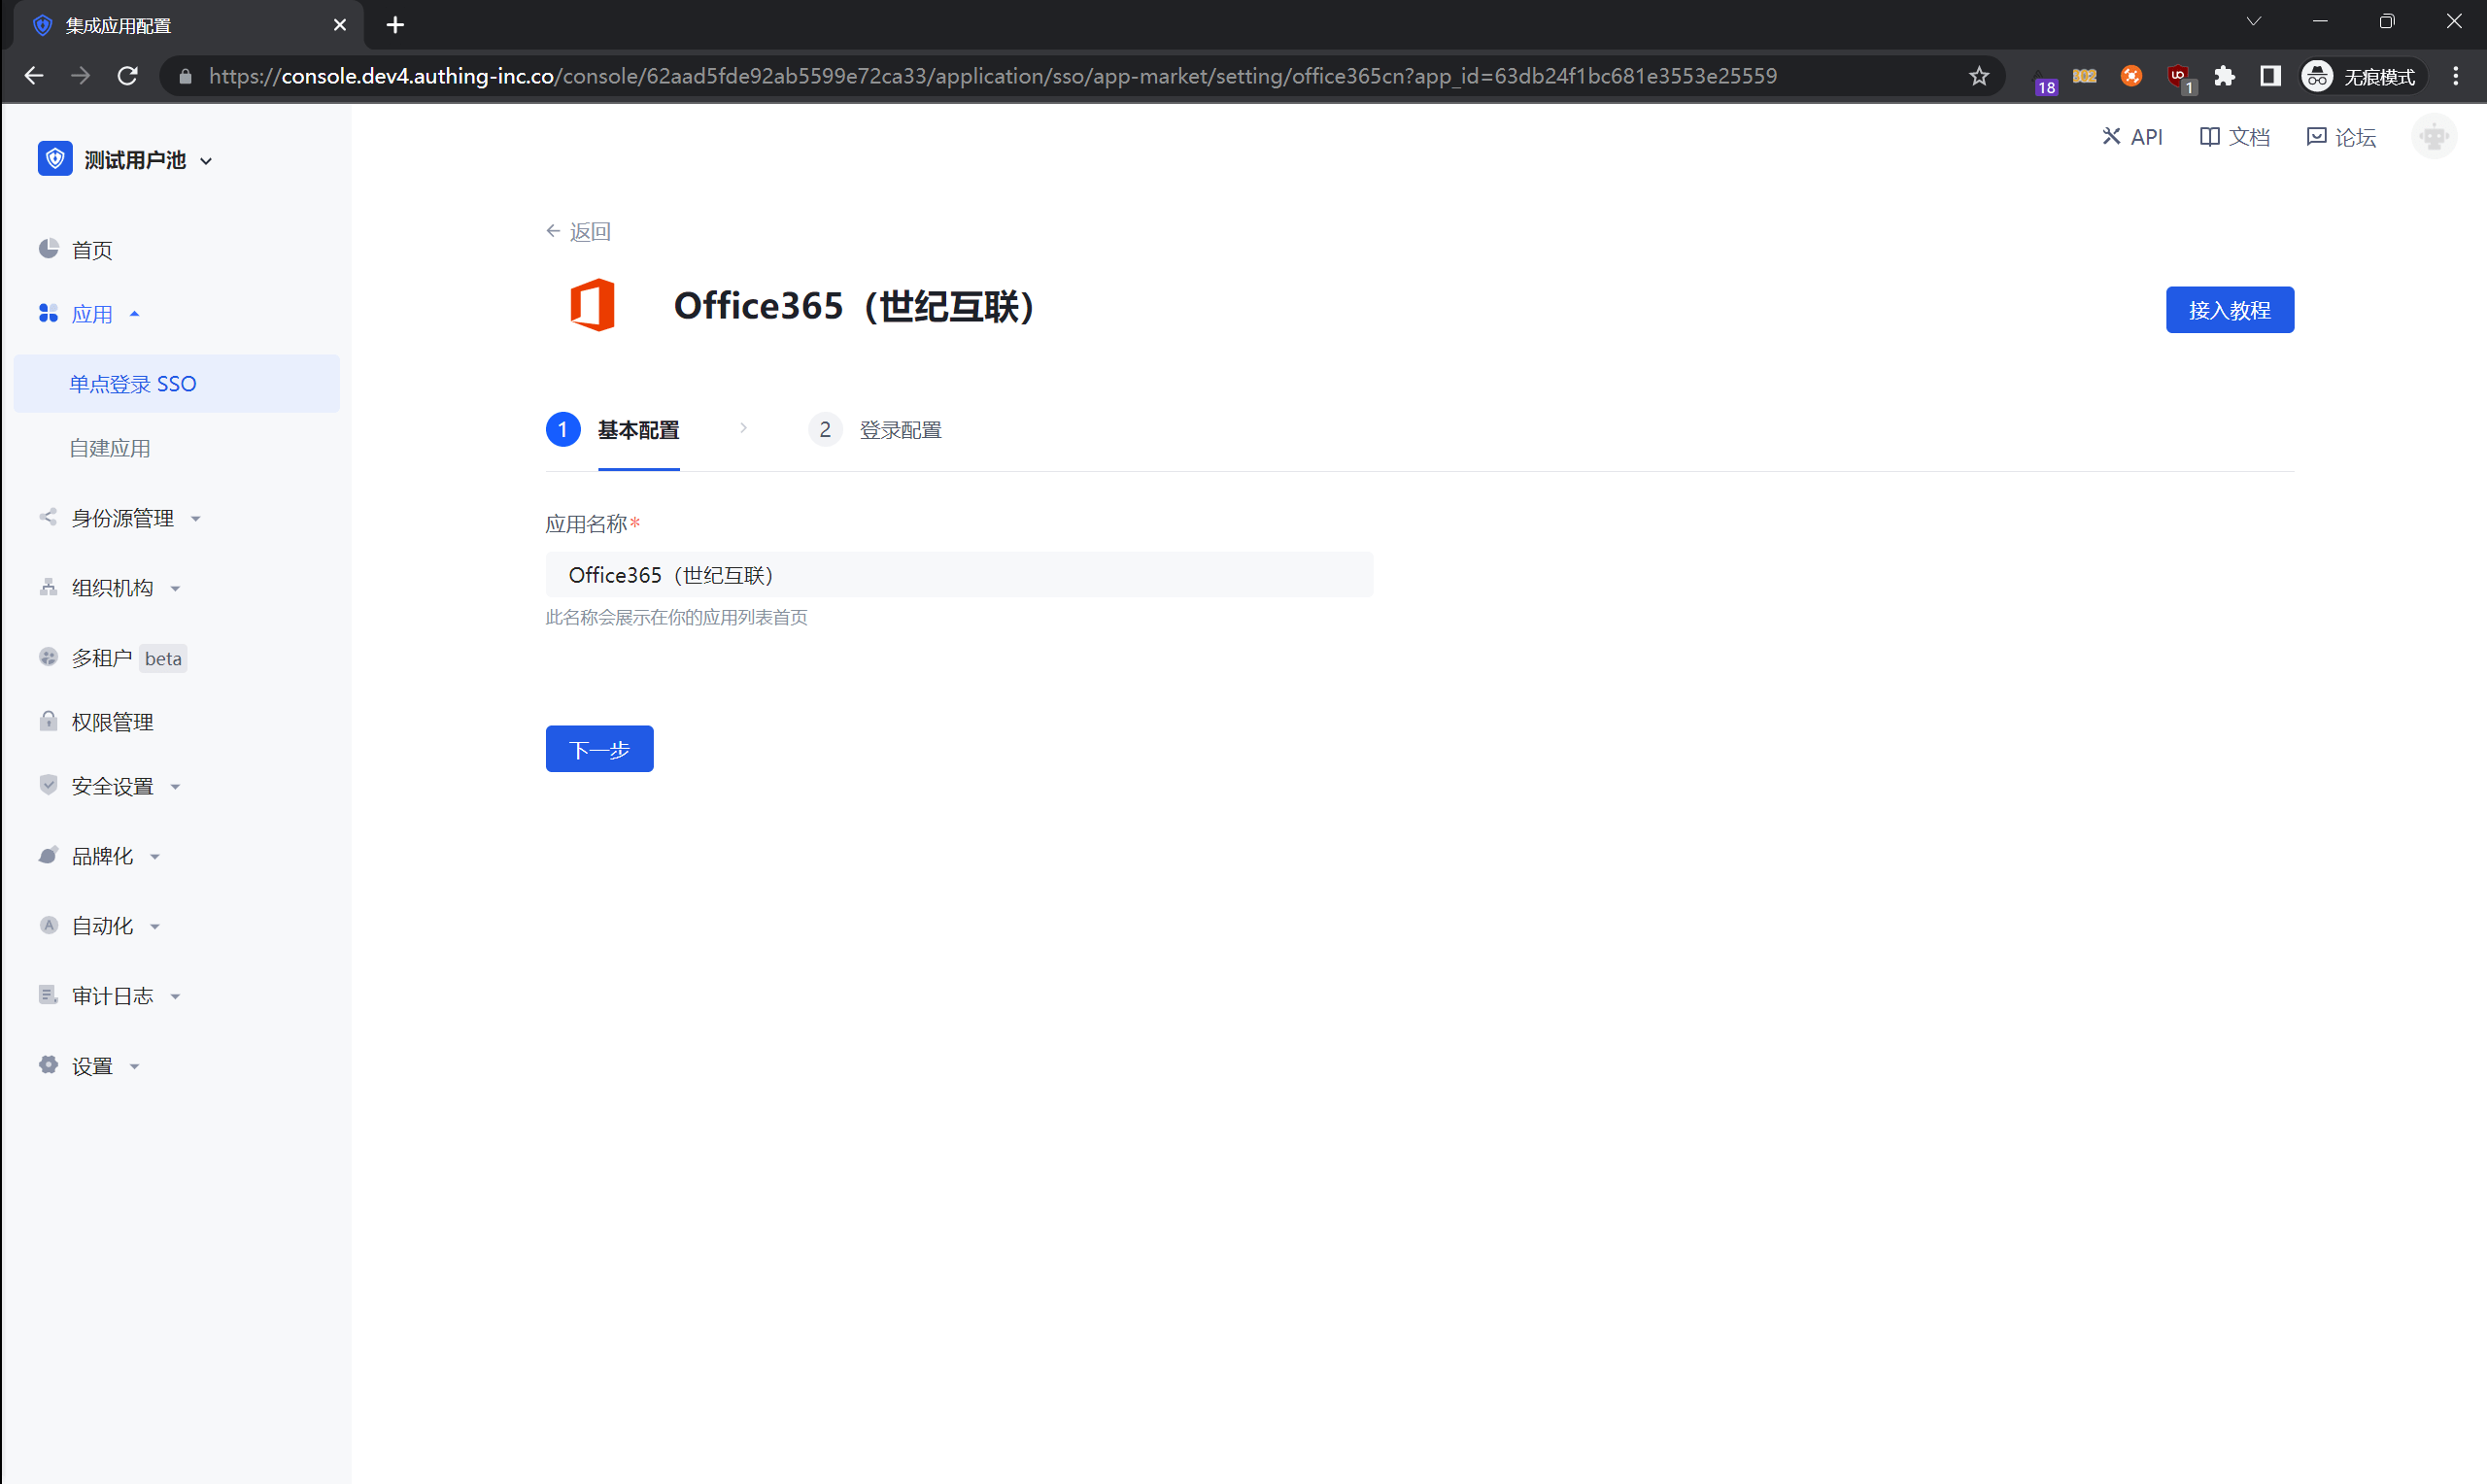 集成应用配置
https://console.dev4.authing-inc.co/console/62aad5fde92ab5599e72ca33/application/sso/app-market/setting/office365cn?app_id=63db24f1bc681e3553e25559
18
302
UO
1
无痕模式
测试用户池
API
文档
论坛
首页
应用
单点登录 SSO
自建应用
身份源管理
组织机构
多租户 beta
权限管理
安全设置
品牌化
自动化
审计日志
设置
返回
Office365（世纪互联）
接入教程
1 基本配置
2 登录配置
应用名称*
Office365（世纪互联）
此名称会展示在你的应用列表首页
下一步